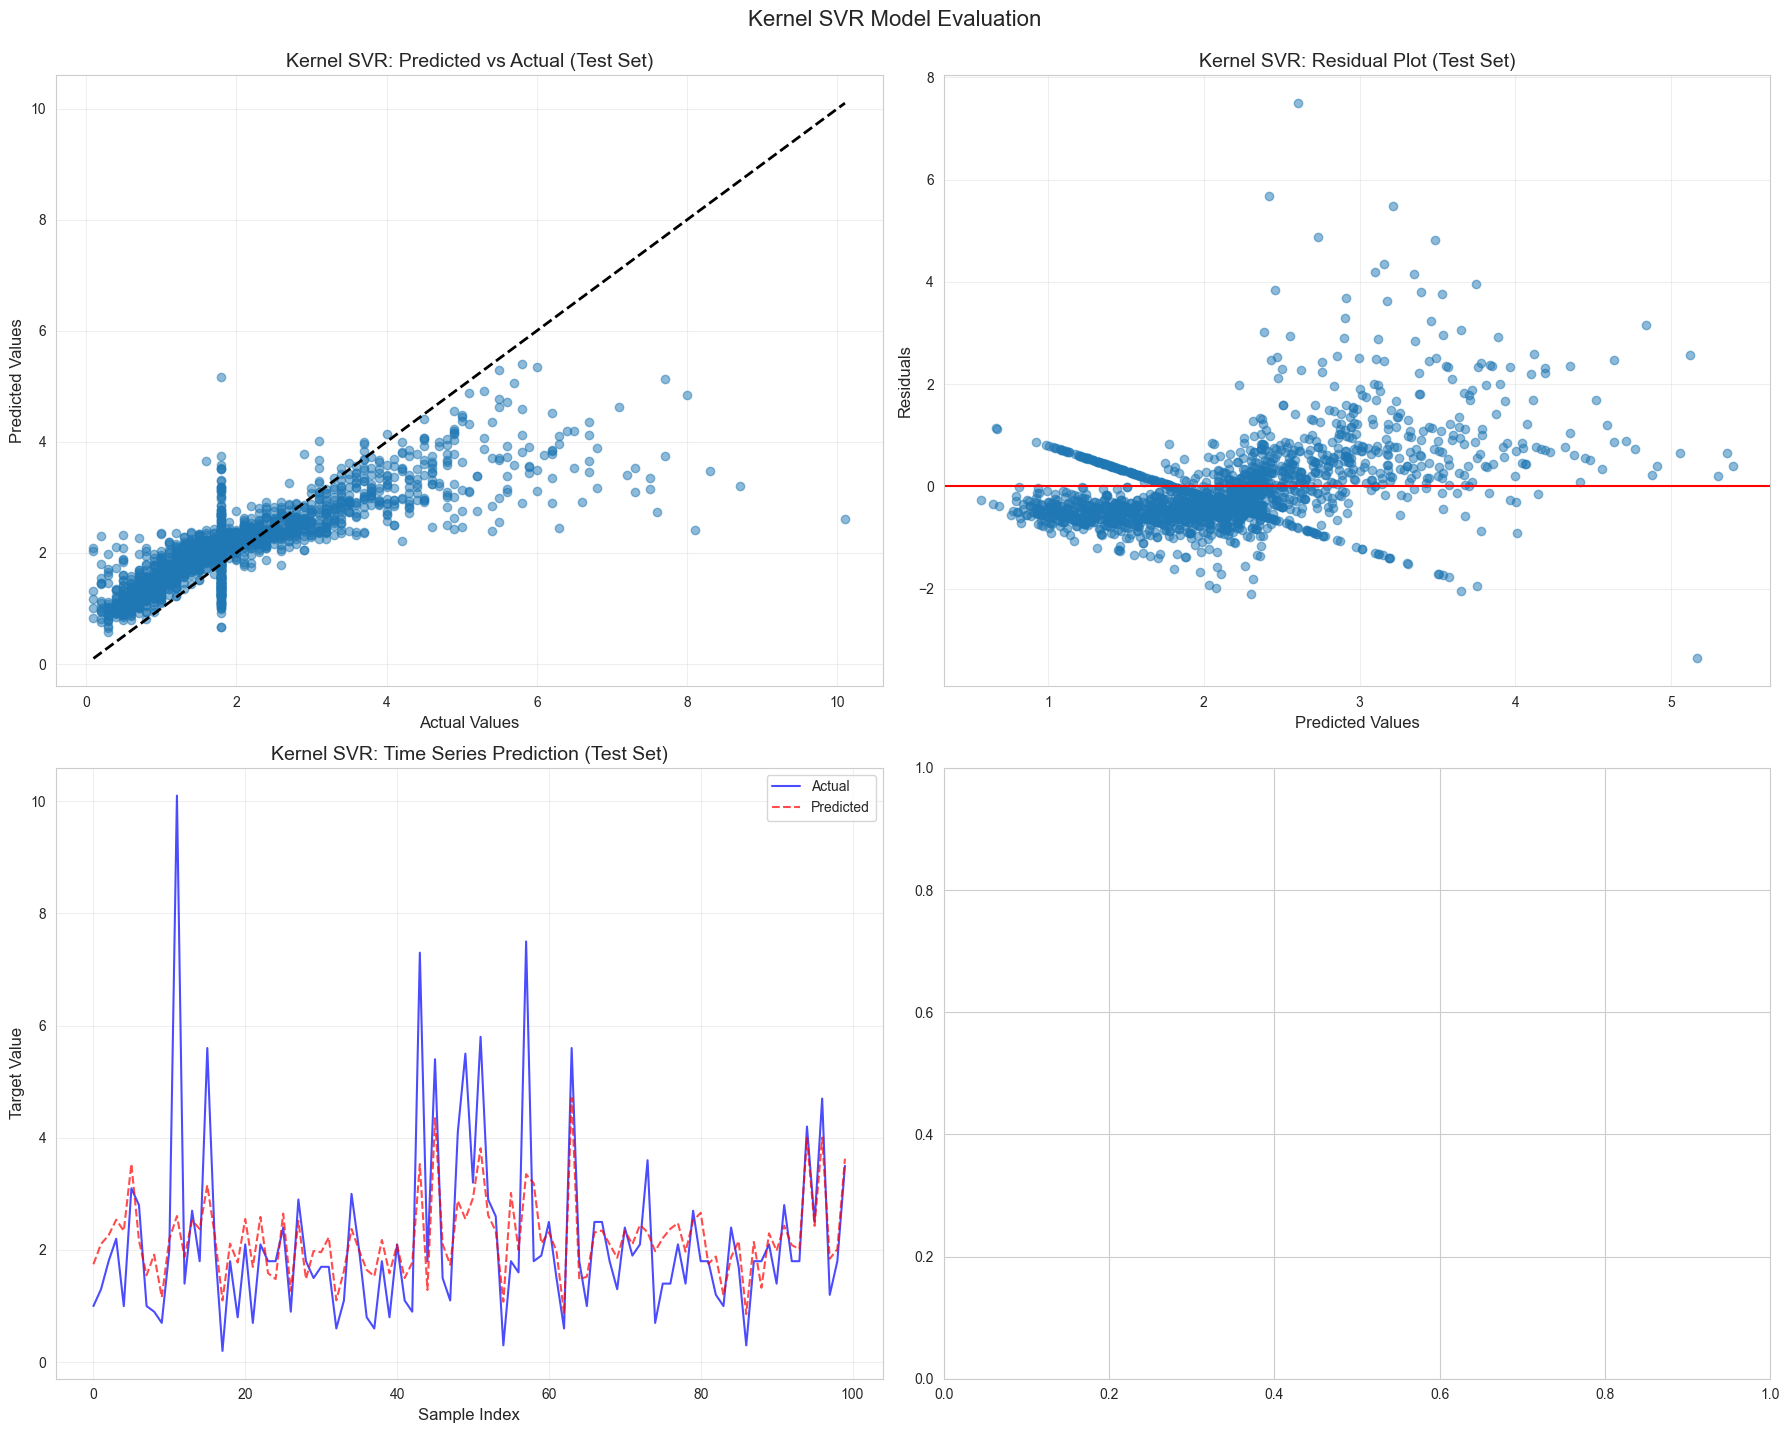 Kernel SVR Model Evaluation
Kernel SVR: Predicted vs Actual (Test Set)
Predicted Values
10
8
6
4
2
0
0 2 4 6 8 10
Actual Values
Kernel SVR: Residual Plot (Test Set)
Residuals
8
6
4
2
0
−2
1 2 3 4 5
Predicted Values
Kernel SVR: Time Series Prediction (Test Set)
Actual
Predicted
Target Value
10
8
6
4
2
0
0 20 40 60 80 100
Sample Index
1.0
0.8
0.6
0.4
0.2
0.0
0.0 0.2 0.4 0.6 0.8 1.0